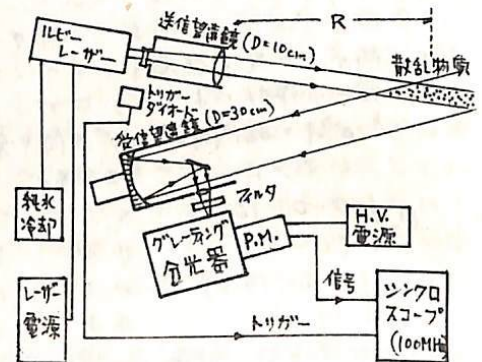 送信望遠鏡(D=10cm)
R
ルビー
レーザー
散乱物質
トリガー
ダイオード
受信望遠鏡(D=30cm)
フィルタ
純水
冷却
グレーティング
分光器
P.M.
H.V.
電源
信号
レーザー
電源
トリガー
シンクロ
スコープ
(100MHz)